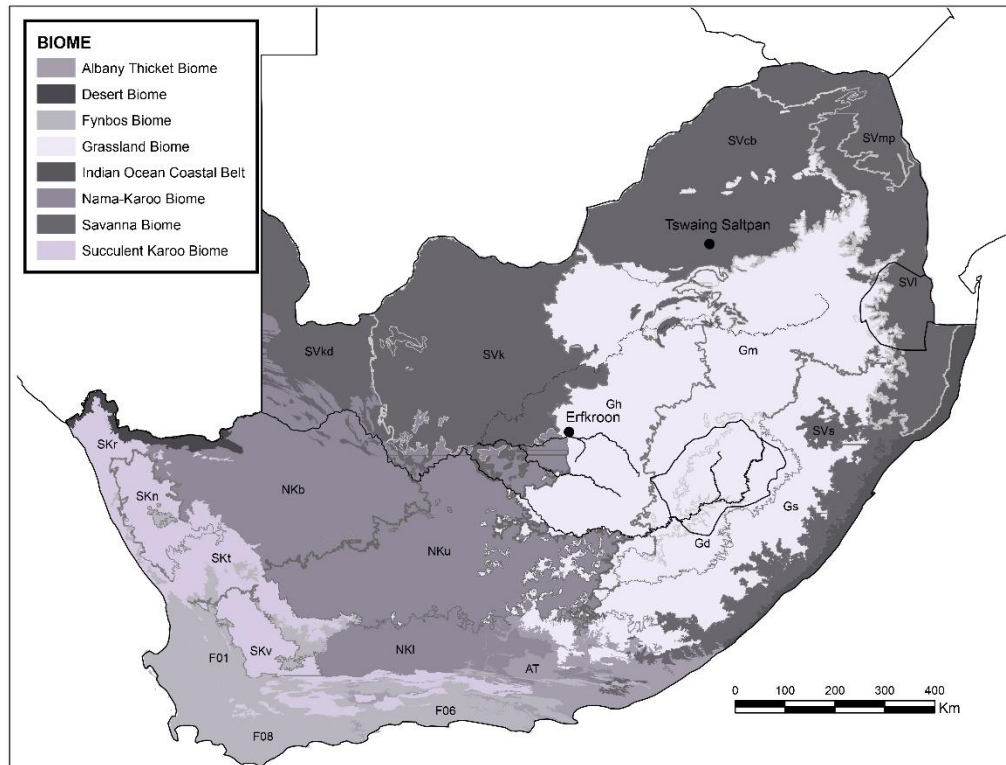 BIOME
Albany Thicket Biome
Desert Biome
Fynbos Biome
Grassland Biome
Indian Ocean Coastal Belt
Nama-Karoo Biome
Savanna Biome
Succulent Karoo Biome
SVcb
SVmp
Tswaing Saltpan
SVl
SVkd
SVk
Gm
Gh
Erfkroon
SVs
SKr
SKn
NKb
Gs
SKt
NKu
Gd
F01
SKv
NKl
AT
F06
F08
0 100 200 300 400
Km